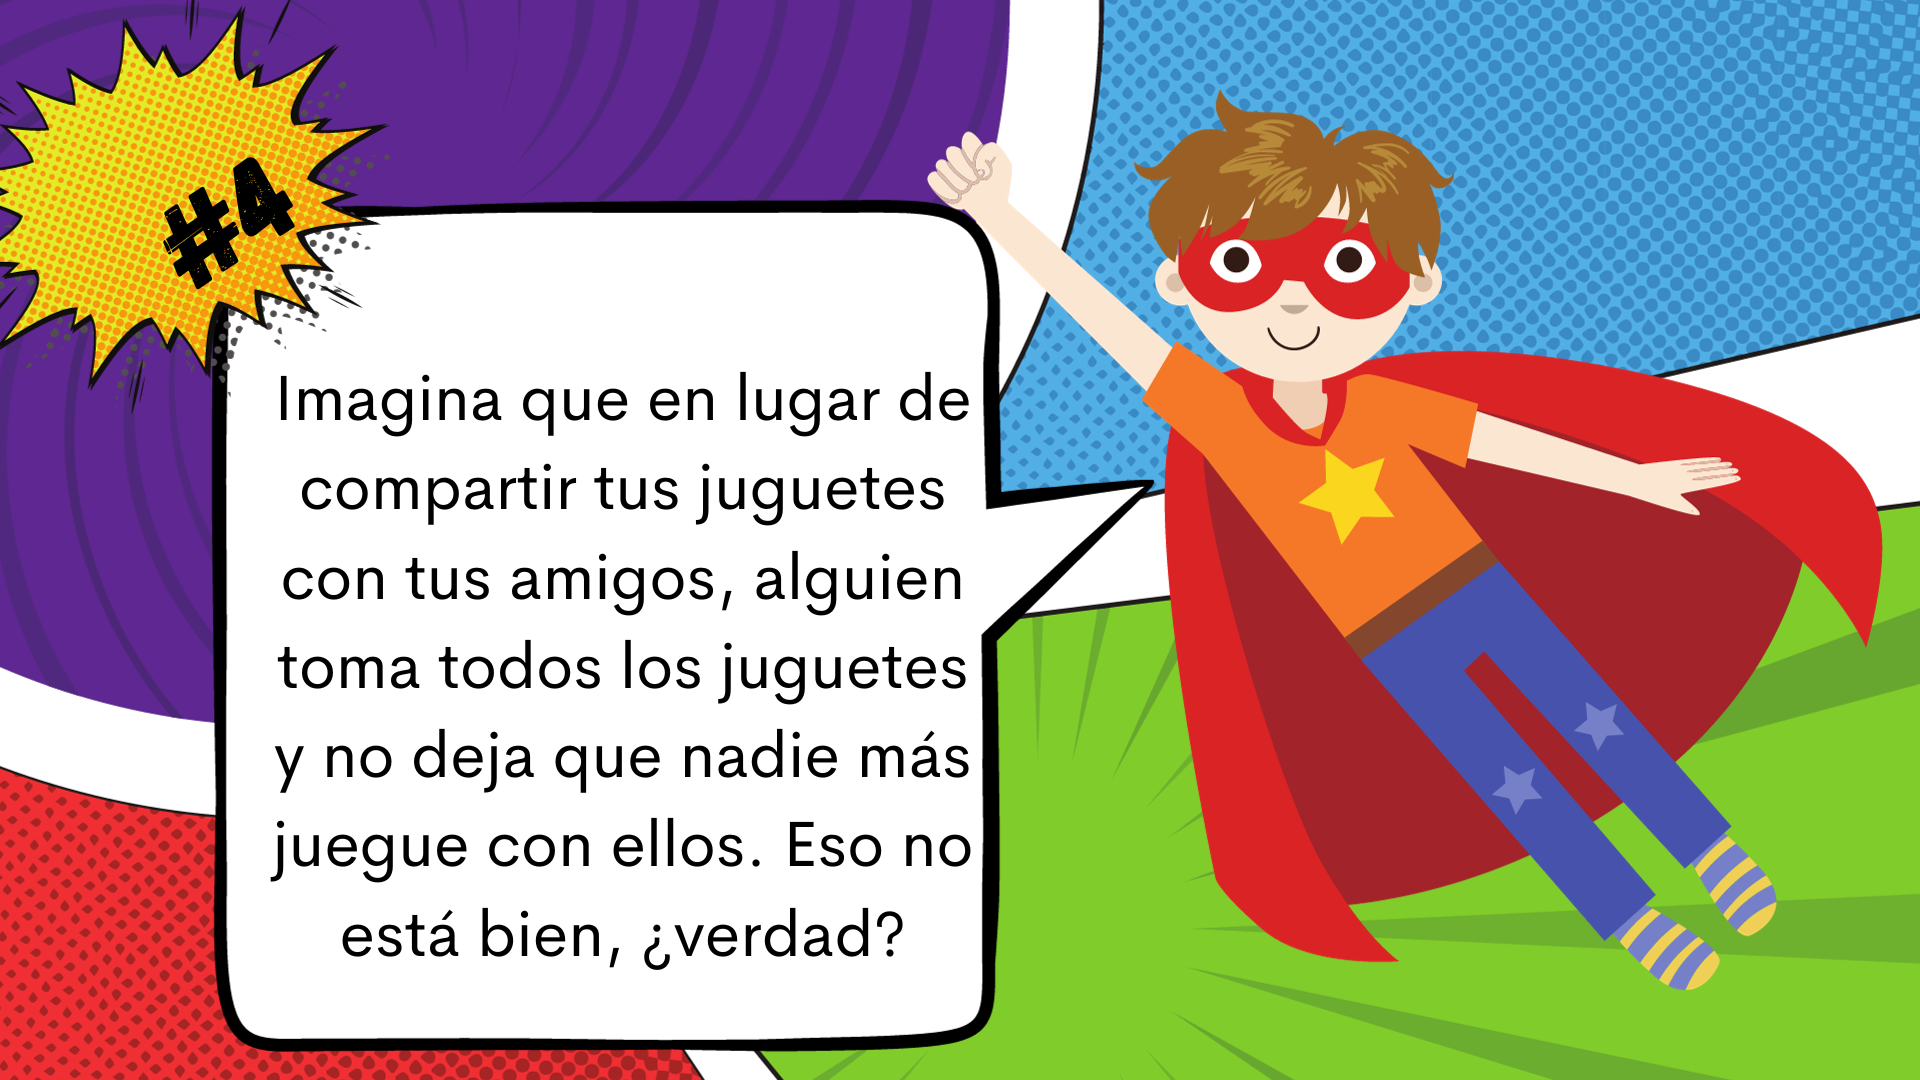 #4
Imagina que en lugar de
compartir tus juguetes
con tus amigos, alguien
toma todos los juguetes
y no deja que nadie más
juegue con ellos. Eso no
está bien, ¿verdad?